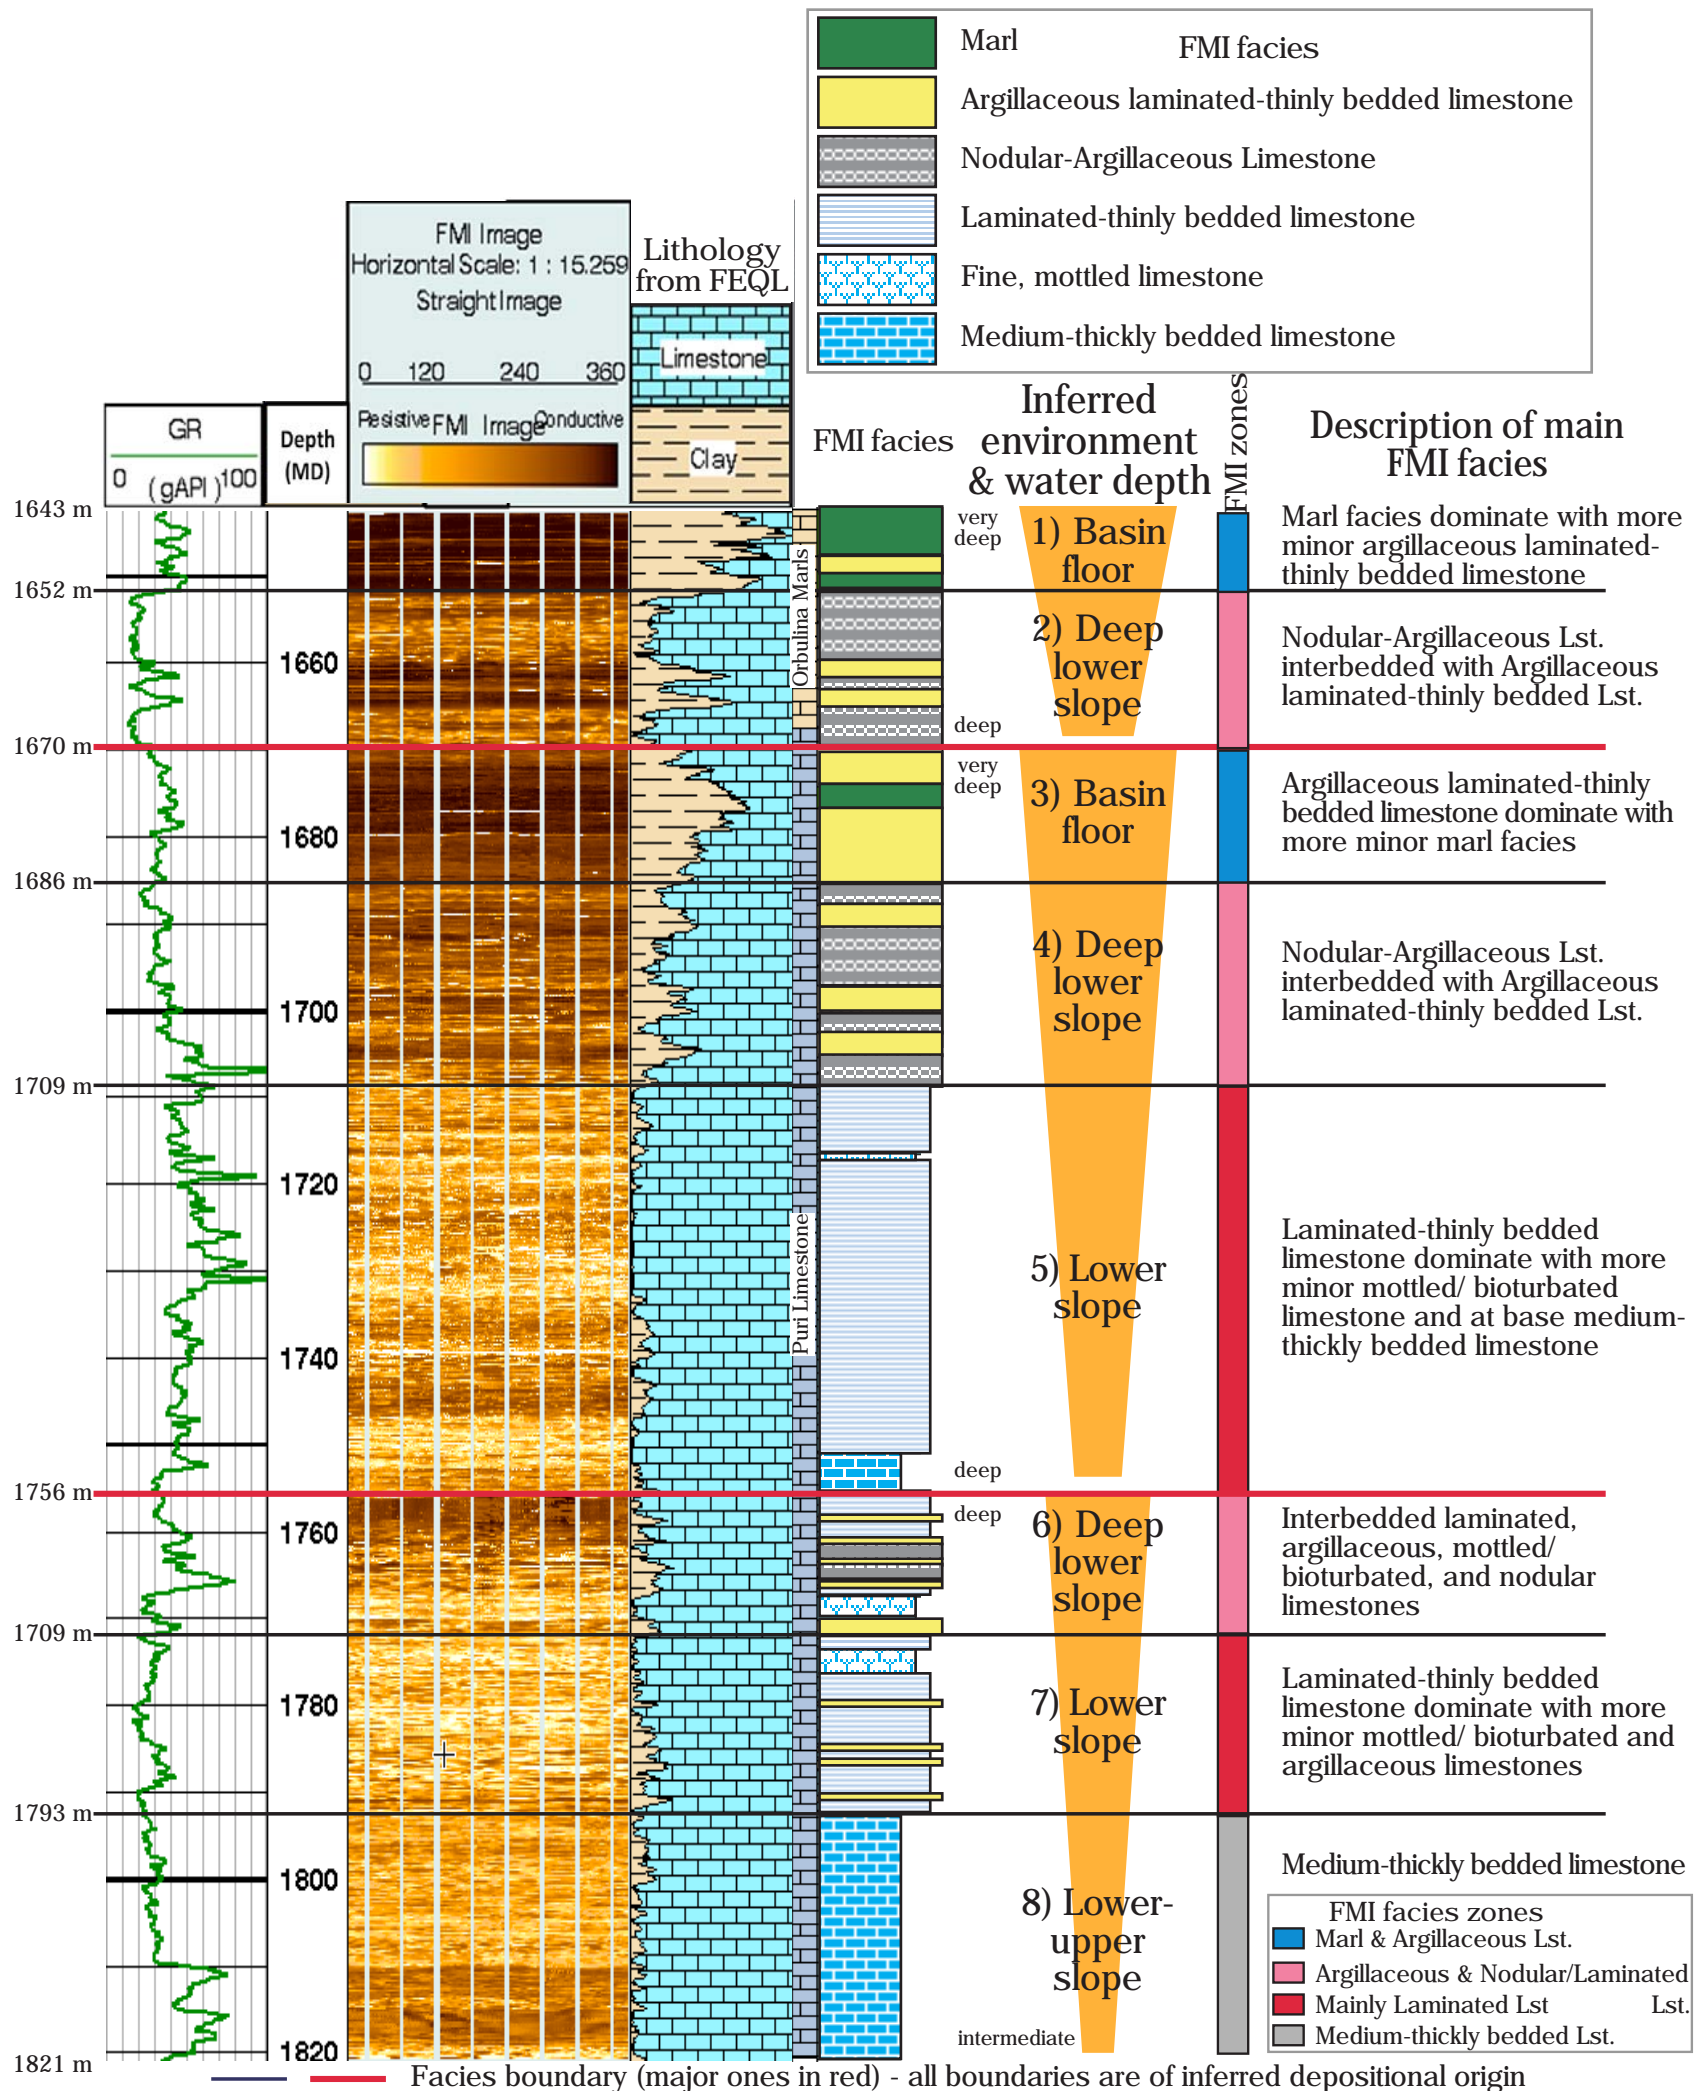 Marl
FMI facies
Argillaceous laminated-thinly bedded limestone
Nodular-Argillaceous Limestone
Laminated-thinly bedded limestone
Fine, mottled limestone
Medium-thickly bedded limestone
FMI Image
Horizontal Scale: 1 : 15.259
Straight Image
0 120 240 360
Resistive FMI Image Conductive
Lithology
from FEQL
Limestone
Clay
GR
0 (gAPI) 100
Depth
(MD)
FMI facies
Inferred
environment
& water depth
FMI zones
Description of main
FMI facies
1643 m
1652 m
1660
1670 m
1680
1686 m
1700
1709 m
1720
1740
1756 m
1760
1709 m
1780
1793 m
1800
1820
1821 m
Orbulina Marls
Puri Limestone
very
deep
1) Basin
floor
Marl facies dominate with more
minor argillaceous laminated-
thinly bedded limestone
2) Deep
lower
slope
deep
Nodular-Argillaceous Lst.
interbedded with Argillaceous
laminated-thinly bedded Lst.
very
deep
3) Basin
floor
Argillaceous laminated-thinly
bedded limestone dominate with
more minor marl facies
4) Deep
lower
slope
Nodular-Argillaceous Lst.
interbedded with Argillaceous
laminated-thinly bedded Lst.
5) Lower
slope
deep
Laminated-thinly bedded
limestone dominate with more
minor mottled/ bioturbated
limestone and at base medium-
thickly bedded limestone
deep
6) Deep
lower
slope
Interbedded laminated,
argillaceous, mottled/
bioturbated, and nodular
limestones
7) Lower
slope
Laminated-thinly bedded
limestone dominate with more
minor mottled/ bioturbated and
argillaceous limestones
8) Lower-
upper
slope
intermediate
Medium-thickly bedded limestone
FMI facies zones
Marl & Argillaceous Lst.
Argillaceous & Nodular/Laminated
Mainly Laminated Lst Lst.
Medium-thickly bedded Lst.
Facies boundary (major ones in red) - all boundaries are of inferred depositional origin